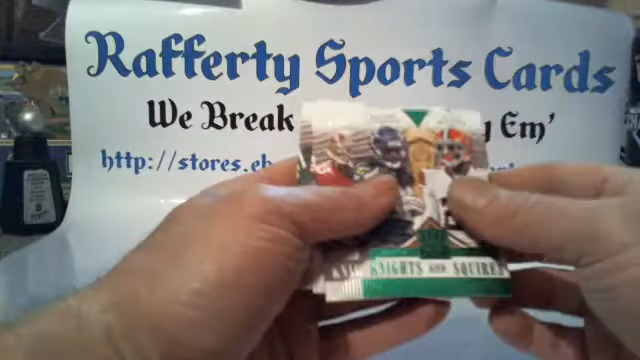 Rafferty Sports Cards
We Break Em'
http://stores.eb
KNIGHTS AND SQUIRES